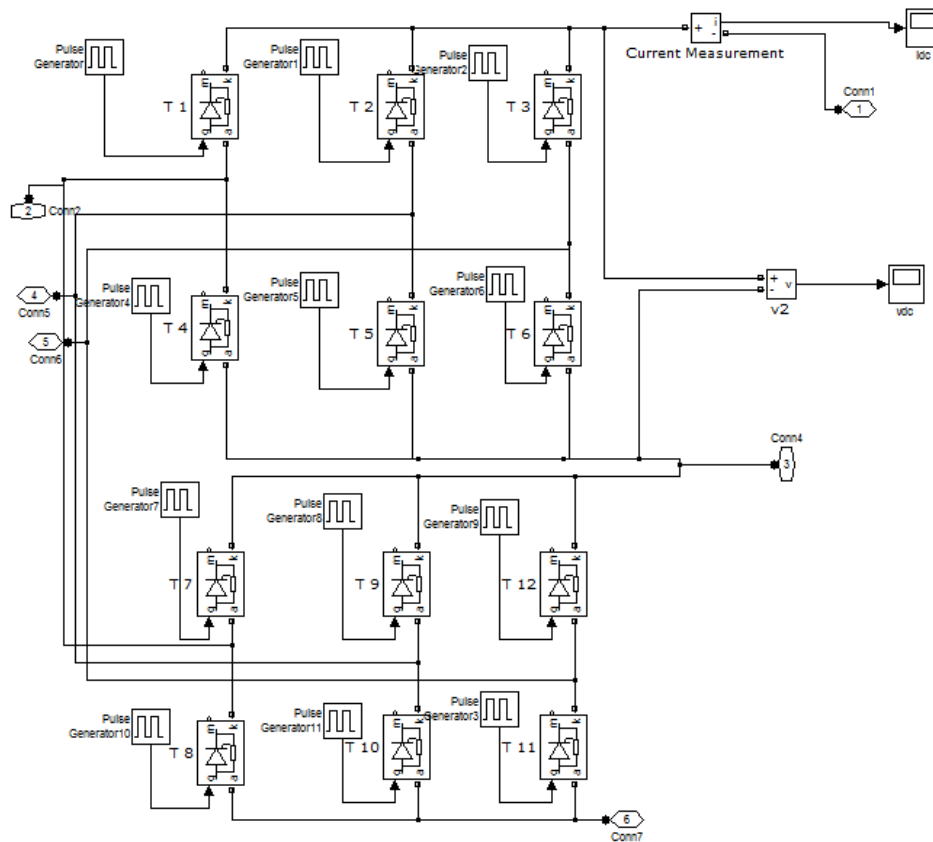 Pulse
Generator
Pulse
Generator1
Pulse
Generator2
i
+
-
Current Measurement
Idc
Conn1
1
m
k
T 1
g
a
m
k
T 2
g
a
m
k
T 3
g
a
2
Conn2
Pulse
Generator4
Pulse
Generator5
Pulse
Generator6
4
Conn5
5
Conn6
m
k
T 4
g
a
m
k
T 5
g
a
m
k
T 6
g
a
+
-
v
v2
vdc
Conn4
3
Pulse
Generator7
Pulse
Generator8
Pulse
Generator9
m
k
T 7
g
a
m
k
T 9
g
a
m
k
T 12
g
a
Pulse
Generator10
Pulse
Generator11
Pulse
Generator3
m
k
T 8
g
a
m
k
T 10
g
a
m
k
T 11
g
a
6
Conn7